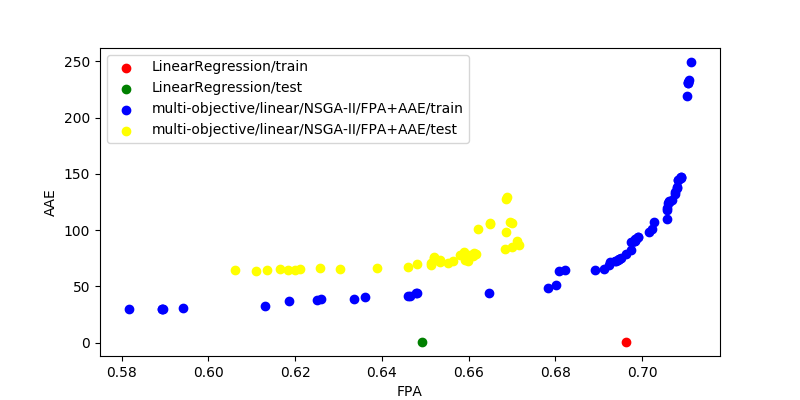 LinearRegression/train
LinearRegression/test
multi-objective/linear/NSGA-II/FPA+AAE/train
multi-objective/linear/NSGA-II/FPA+AAE/test
250
200
150
100
50
0
AAE
0.58 0.60 0.62 0.64 0.66 0.68 0.70
FPA